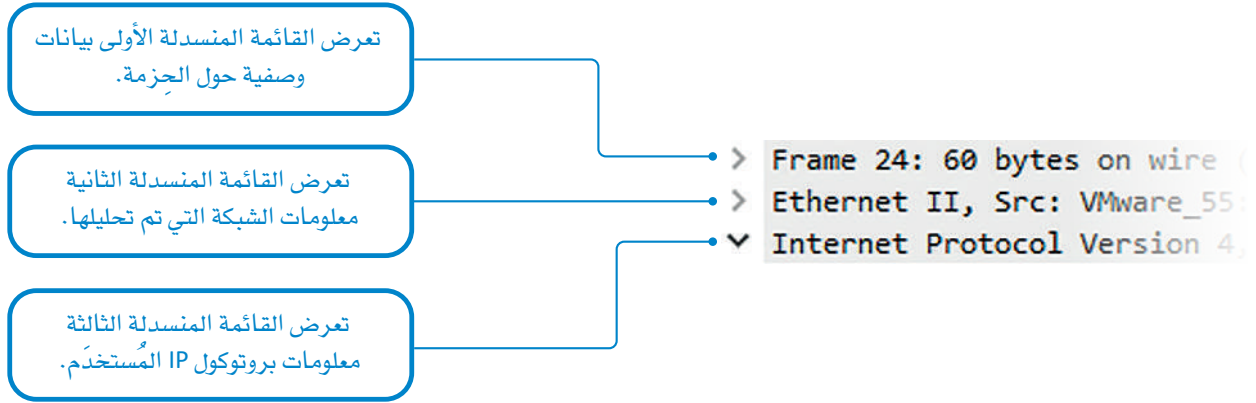 تعرض القائمة المنسدلة الأولى بيانات
وصفية حول الحِزمة.
تعرض القائمة المنسدلة الثانية
معلومات الشبكة التي تم تحليلها.
تعرض القائمة المنسدلة الثالثة
معلومات بروتوكول IP المُستخدَم.
Frame 24: 60 bytes on wire (
Ethernet II, Src: VMware_55:
Internet Protocol Version 4,